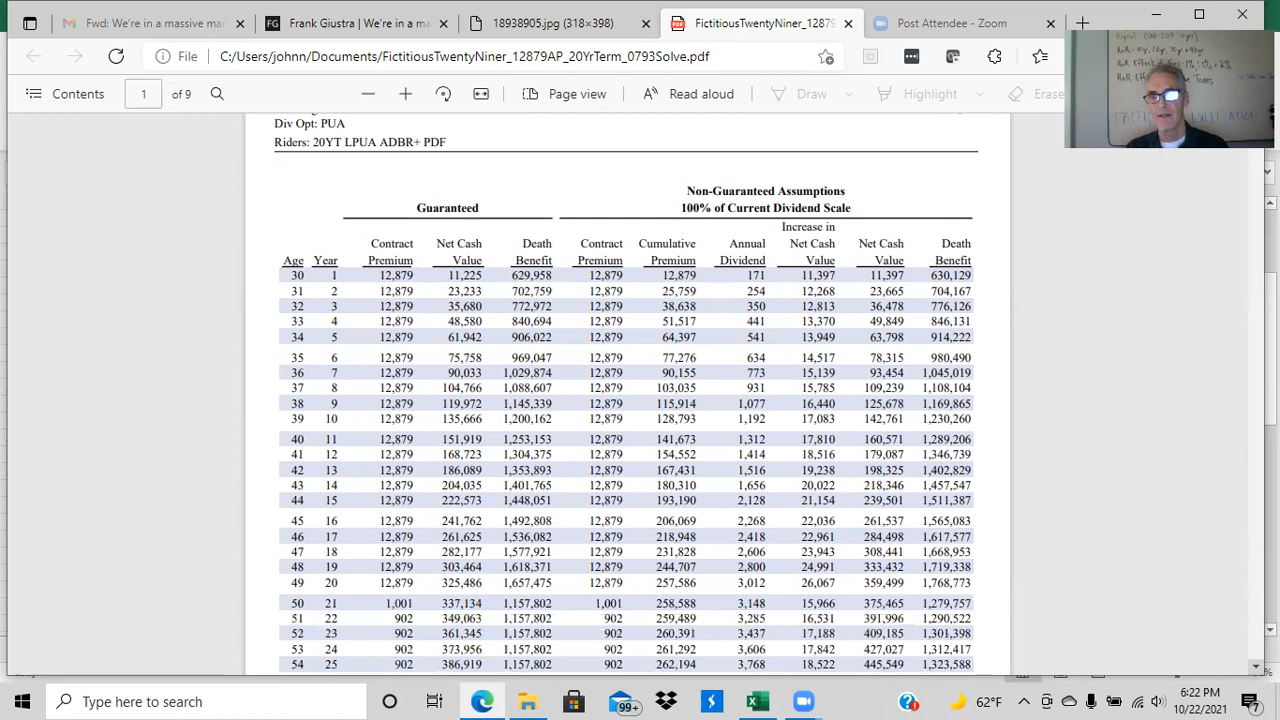 Fwd: We're in a massive mar
Frank Giustra | We're in a m
18938905.jpg (318×598)
FictitiousTwentyNiner_12879
Post Attendee - Zoom
File C:/Users/johnn/Downloads/FictitiousTwentyNiner_12879AP_20YrTerm_0793Solve.pdf
Contents 1 of 9 Page view Read aloud Draw Highlight Erase
Div Opt: PUA
Riders: 20YT LPUA ADBR+ PDF
Non-Guaranteed Assumptions
Guaranteed 100% of Current Dividend Scale
Increase in
Contract Net Cash Death Contract Cumulative Annual Net Cash Net Cash Death
Age Year Premium Value Benefit Premium Premium Dividend Value Value Benefit
30 1 12,879 11,225 629,958 12,879 12,879 171 11,397 11,397 630,129
31 2 12,879 23,233 702,759 12,879 25,759 254 12,268 23,665 704,167
32 3 12,879 35,680 772,972 12,879 38,638 350 12,813 36,478 776,126
33 4 12,879 48,580 840,694 12,879 51,517 441 13,370 49,849 846,131
34 5 12,879 61,942 906,022 12,879 64,397 541 13,949 63,798 914,222
35 6 12,879 75,758 969,047 12,879 77,276 634 14,517 78,315 980,490
36 7 12,879 90,033 1,029,874 12,879 90,155 773 15,139 93,454 1,045,019
37 8 12,879 104,766 1,088,607 12,879 103,035 931 15,785 109,239 1,108,104
38 9 12,879 119,972 1,145,339 12,879 115,914 1,077 16,440 125,678 1,169,865
39 10 12,879 135,666 1,200,162 12,879 128,793 1,192 17,083 142,761 1,230,260
40 11 12,879 151,919 1,253,153 12,879 141,673 1,312 17,810 160,571 1,289,206
41 12 12,879 168,723 1,304,375 12,879 154,552 1,414 18,516 179,087 1,346,739
42 13 12,879 186,089 1,353,893 12,879 167,431 1,516 19,238 198,325 1,402,829
43 14 12,879 204,035 1,401,765 12,879 180,310 1,656 20,022 218,346 1,457,547
44 15 12,879 222,573 1,448,051 12,879 193,190 2,128 21,154 239,501 1,511,387
45 16 12,879 241,762 1,492,808 12,879 206,069 2,268 22,036 261,537 1,565,083
46 17 12,879 261,625 1,536,082 12,879 218,948 2,418 22,961 284,498 1,617,577
47 18 12,879 282,177 1,577,921 12,879 231,828 2,606 23,943 308,441 1,668,953
48 19 12,879 303,464 1,618,371 12,879 244,707 2,800 24,991 333,432 1,719,338
49 20 12,879 325,486 1,657,475 12,879 257,586 3,012 26,067 359,499 1,768,773
50 21 1,001 337,134 1,157,802 1,001 258,588 3,148 15,966 375,465 1,279,757
51 22 902 349,063 1,157,802 902 259,489 3,285 16,531 391,996 1,290,522
52 23 902 361,345 1,157,802 902 260,391 3,437 17,188 409,185 1,301,398
53 24 902 373,956 1,157,802 902 261,292 3,606 17,842 427,027 1,312,417
54 25 902 386,919 1,157,802 902 262,194 3,768 18,522 445,549 1,323,588
Type here to search
99+
62°F
6:22 PM
10/22/2021
7